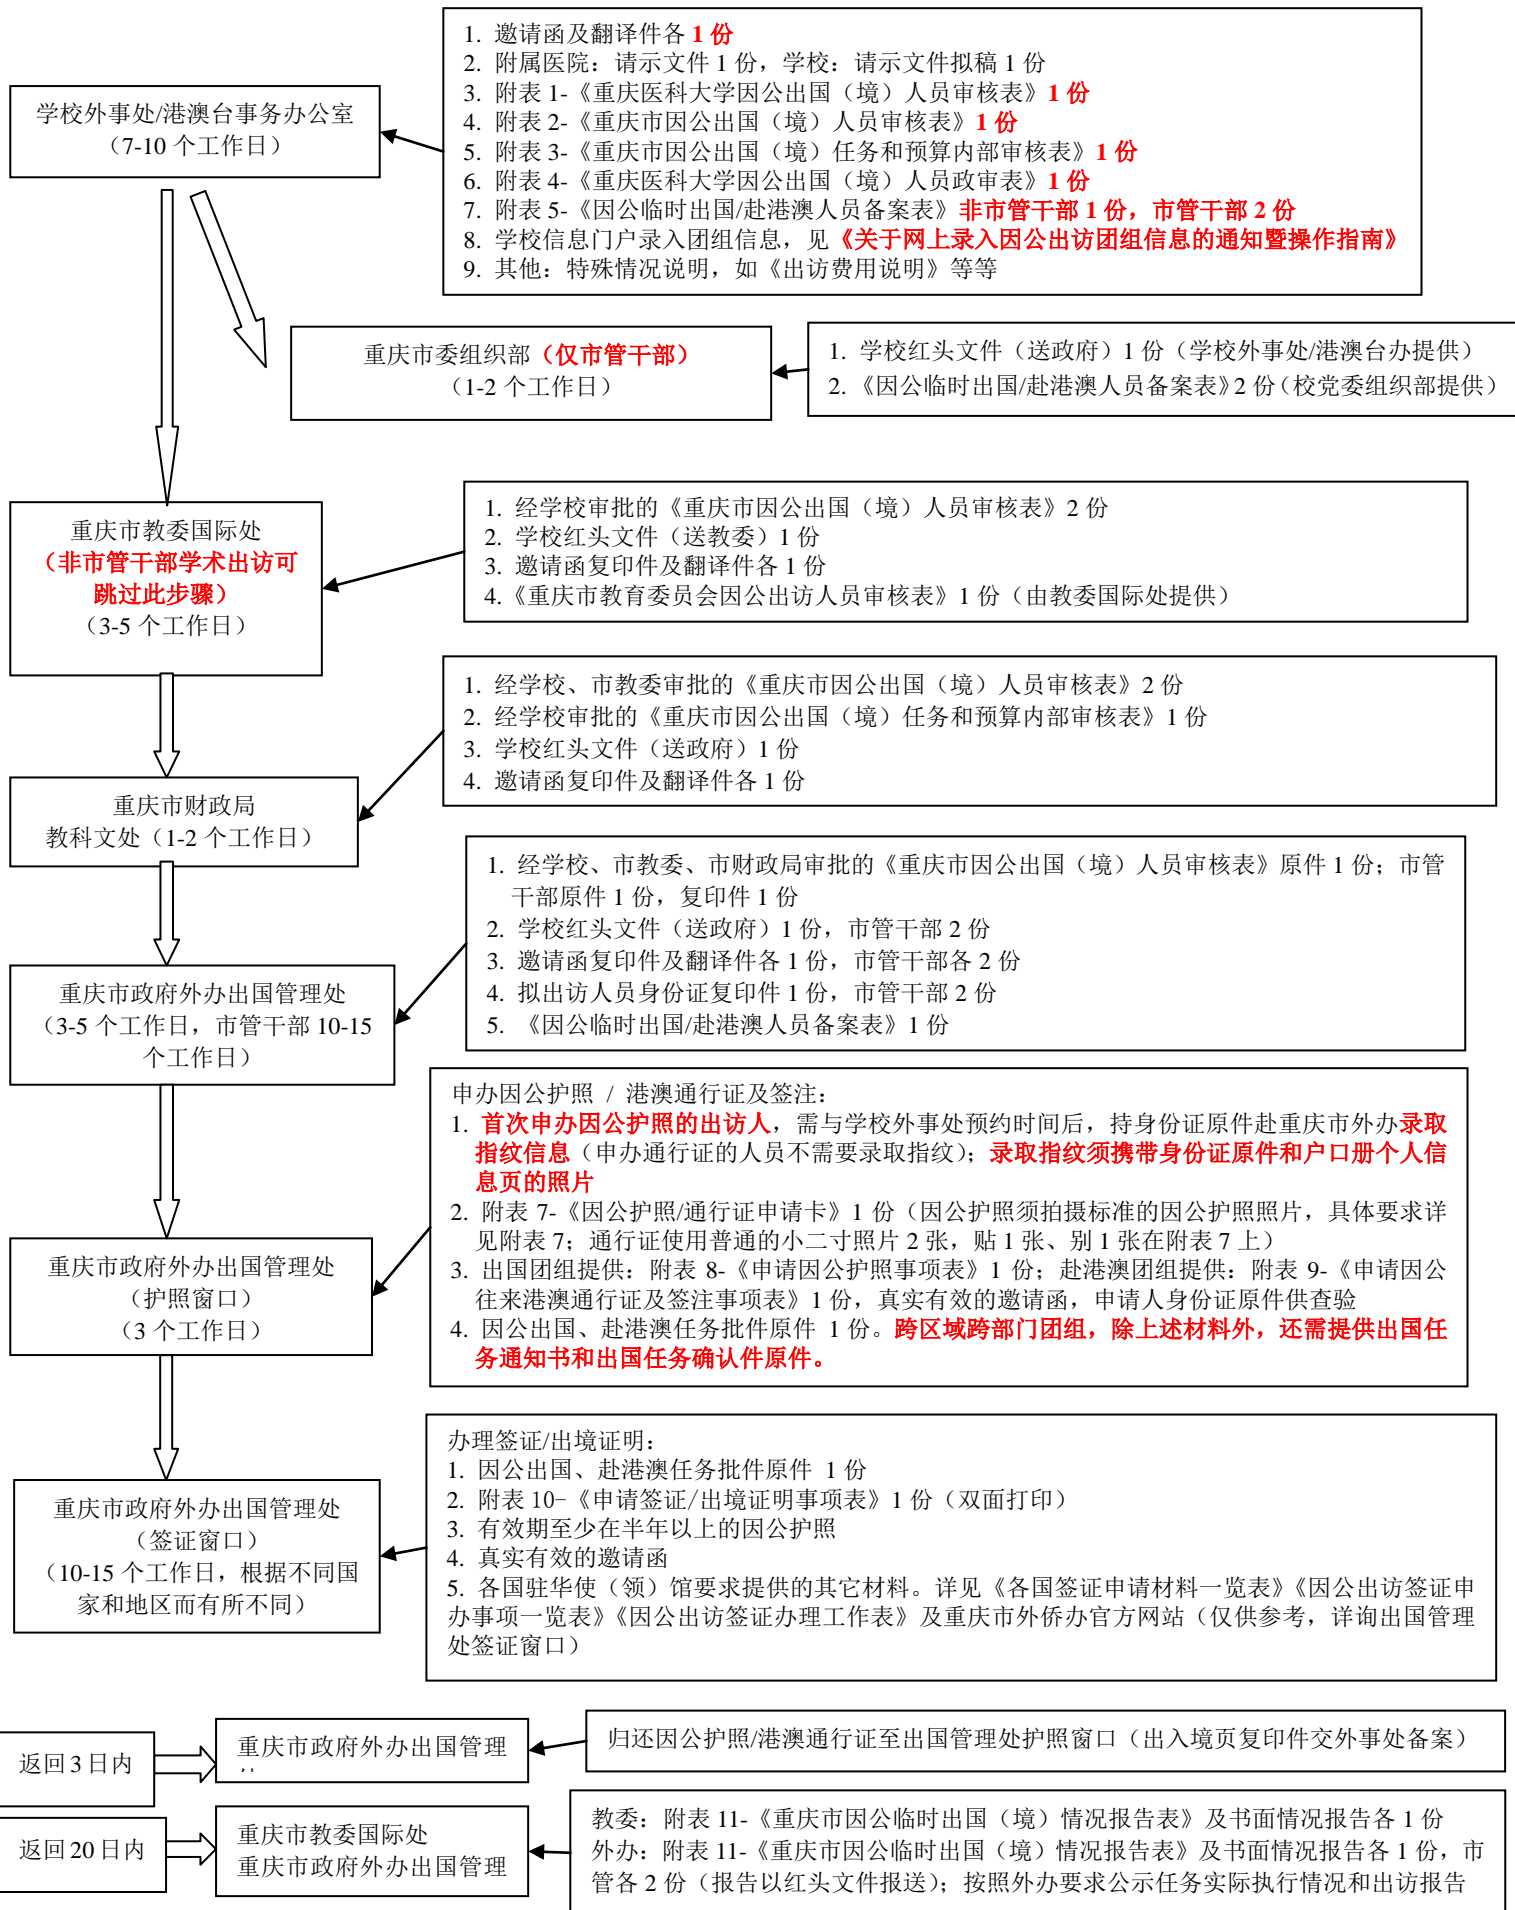 1. 邀请函及翻译件各 1 份
2. 附属医院：请示文件 1 份，学校：请示文件拟稿 1 份
3. 附表 1-《重庆医科大学因公出国（境）人员审核表》1 份
4. 附表 2-《重庆市因公出国（境）人员审核表》1 份
5. 附表 3-《重庆市因公出国（境）任务和预算内部审核表》1 份
6. 附表 4-《重庆医科大学因公出国（境）人员政审表》1 份
7. 附表 5-《因公临时出国/赴港澳人员备案表》非市管干部 1 份，市管干部 2 份
8. 学校信息门户录入团组信息，见《关于网上录入因公出访团组信息的通知暨操作指南》
9. 其他：特殊情况说明，如《出访费用说明》等等
学校外事处/港澳台事务办公室
（7-10 个工作日）
重庆市委组织部（仅市管干部）
（1-2 个工作日）
1. 学校红头文件（送政府）1 份（学校外事处/港澳台办提供）
2. 《因公临时出国/赴港澳人员备案表》2 份（校党委组织部提供）
重庆市教委国际处
（非市管干部学术出访可
跳过此步骤）
（3-5 个工作日）
1. 经学校审批的《重庆市因公出国（境）人员审核表》2 份
2. 学校红头文件（送教委）1 份
3. 邀请函复印件及翻译件各 1 份
4.《重庆市教育委员会因公出访人员审核表》1 份（由教委国际处提供）
1. 经学校、市教委审批的《重庆市因公出国（境）人员审核表》2 份
2. 经学校审批的《重庆市因公出国（境）任务和预算内部审核表》1 份
3. 学校红头文件（送政府）1 份
4. 邀请函复印件及翻译件各 1 份
重庆市财政局
教科文处（1-2 个工作日）
1. 经学校、市教委、市财政局审批的《重庆市因公出国（境）人员审核表》原件 1 份；市管
干部原件 1 份，复印件 1 份
2. 学校红头文件（送政府）1 份，市管干部 2 份
3. 邀请函复印件及翻译件各 1 份，市管干部各 2 份
4. 拟出访人员身份证复印件 1 份，市管干部 2 份
5. 《因公临时出国/赴港澳人员备案表》1 份
重庆市政府外办出国管理处
（3-5 个工作日，市管干部 10-15
个工作日）
申办因公护照 / 港澳通行证及签注：
1. 首次申办因公护照的出访人，需与学校外事处预约时间后，持身份证原件赴重庆市外办录取
指纹信息（申办通行证的人员不需要录取指纹）；录取指纹须携带身份证原件和户口册个人信
息页的照片
2. 附表 7-《因公护照/通行证申请卡》1 份（因公护照须拍摄标准的因公护照照片，具体要求详
见附表 7；通行证使用普通的小二寸照片 2 张，贴 1 张、别 1 张在附表 7 上）
3. 出国团组提供：附表 8-《申请因公护照事项表》1 份；赴港澳团组提供：附表 9-《申请因公
往来港澳通行证及签注事项表》1 份，真实有效的邀请函，申请人身份证原件供查验
4. 因公出国、赴港澳任务批件原件 1 份。跨区域跨部门团组，除上述材料外，还需提供出国任
务通知书和出国任务确认件原件。
重庆市政府外办出国管理处
（护照窗口）
（3 个工作日）
办理签证/出境证明：
1. 因公出国、赴港澳任务批件原件 1 份
2. 附表 10-《申请签证/出境证明事项表》1 份（双面打印）
3. 有效期至少在半年以上的因公护照
4. 真实有效的邀请函
5. 各国驻华使（领）馆要求提供的其它材料。详见《各国签证申请材料一览表》《因公出访签证申
办事项一览表》《因公出访签证办理工作表》及重庆市外侨办官方网站（仅供参考，详询出国管理
处签证窗口）
重庆市政府外办出国管理处
（签证窗口）
（10-15 个工作日，根据不同国
家和地区而有所不同）
返回 3 日内
重庆市政府外办出国管理
归还因公护照/港澳通行证至出国管理处护照窗口（出入境页复印件交外事处备案）
返回 20 日内
重庆市教委国际处
重庆市政府外办出国管理
教委：附表 11-《重庆市因公临时出国（境）情况报告表》及书面情况报告各 1 份
外办：附表 11-《重庆市因公临时出国（境）情况报告表》及书面情况报告各 1 份，市
管各 2 份（报告以红头文件报送）；按照外办要求公示任务实际执行情况和出访报告